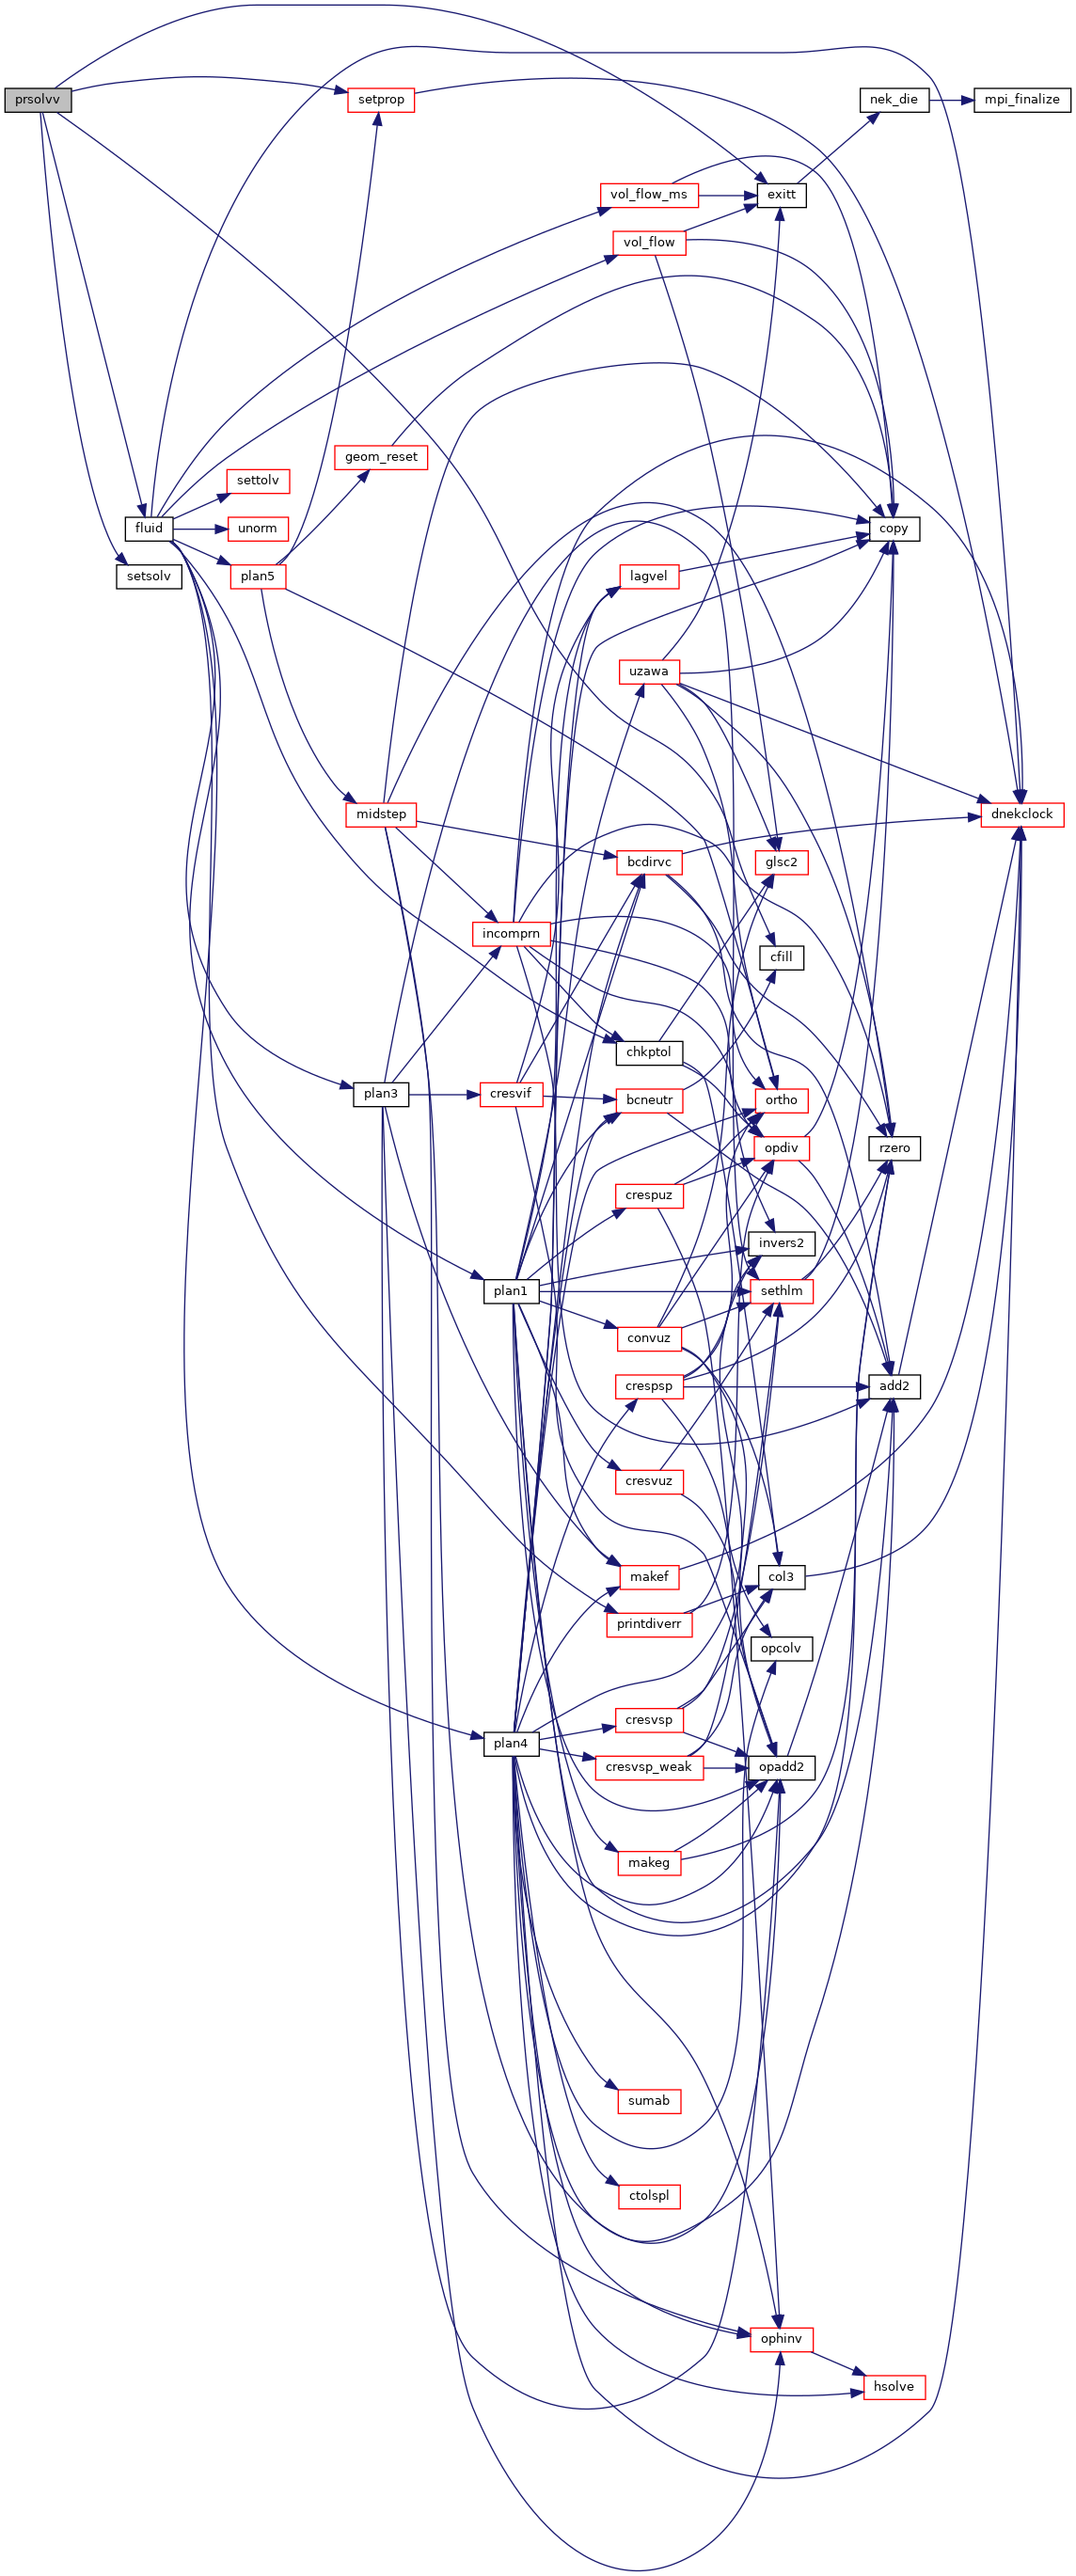 prsolvv
setprop
nek_die
mpi_finalize
vol_flow_ms
exitt
vol_flow
geom_reset
settolv
fluid
unorm
copy
setsolv
plan5
lagvel
uzawa
midstep
dnekclock
bcdirvc
glsc2
incomprn
cfill
chkptol
plan3
cresvif
bcneutr
ortho
opdiv
rzero
crespuz
invers2
plan1
sethlm
convuz
crespsp
add2
cresvuz
makef
col3
printdiverr
opcolv
cresvsp
plan4
cresvsp_weak
opadd2
makeg
sumab
ctolspl
ophinv
hsolve